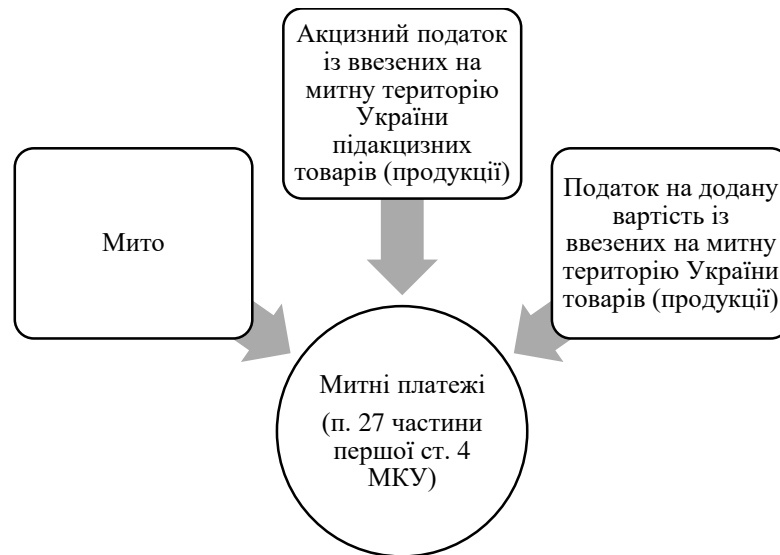 Акцизний податок
із ввезених на
митну територію
України
підакцизних
товарів (продукції)
Мито
Податок на додану
вартість із
ввезених на митну
територію України
товарів (продукції)
Митні платежі
(п. 27 частини
першої ст. 4
МКУ)